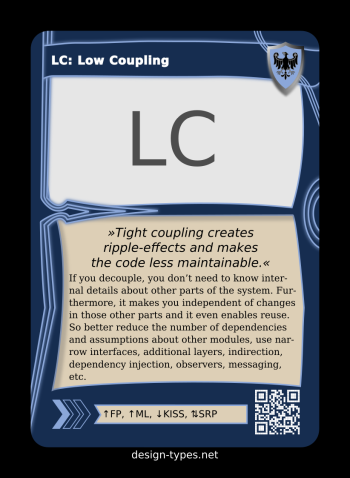 LC: Low Coupling
LC
»Tight coupling creates
ripple-effects and makes
the code less maintainable.«
If you decouple, you don’t need to know inter-
nal details about other parts of the system. Fur-
thermore, it makes you independent of changes
in those other parts and it even enables reuse.
So better reduce the number of dependencies
and assumptions about other modules, use nar-
row interfaces, additional layers, indirection,
dependency injection, observers, messaging,
etc.
↑FP, ↑ML, ↓KISS, ⇅SRP
design-types.net